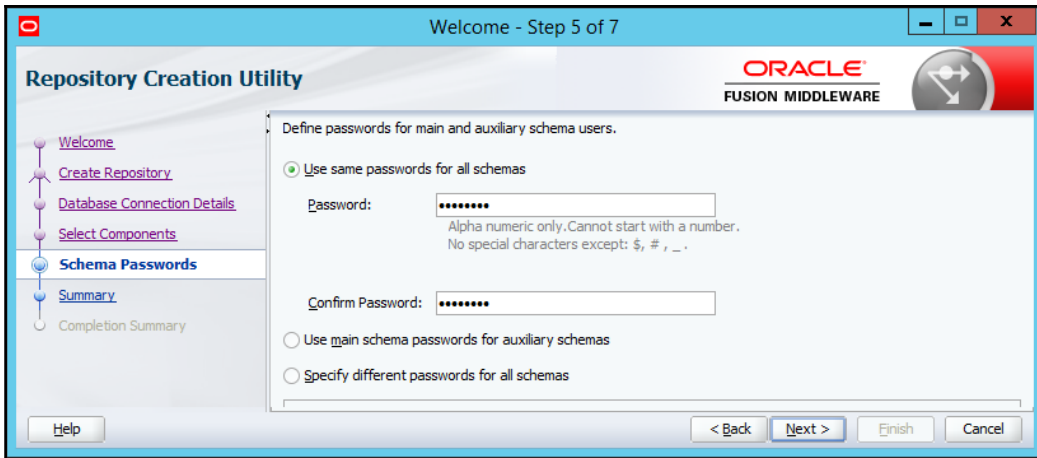 Welcome - Step 5 of 7
Repository Creation Utility
ORACLE
FUSION MIDDLEWARE
Welcome
Create Repository
Database Connection Details
Select Components
Schema Passwords
Summary
Completion Summary
Define passwords for main and auxiliary schema users.
Use same passwords for all schemas
Password: ••••••••
Alpha numeric only.Cannot start with a number.
No special characters except: $, # , _ .
Confirm Password: ••••••••
Use main schema passwords for auxiliary schemas
Specify different passwords for all schemas
Help
< Back Next > Finish Cancel